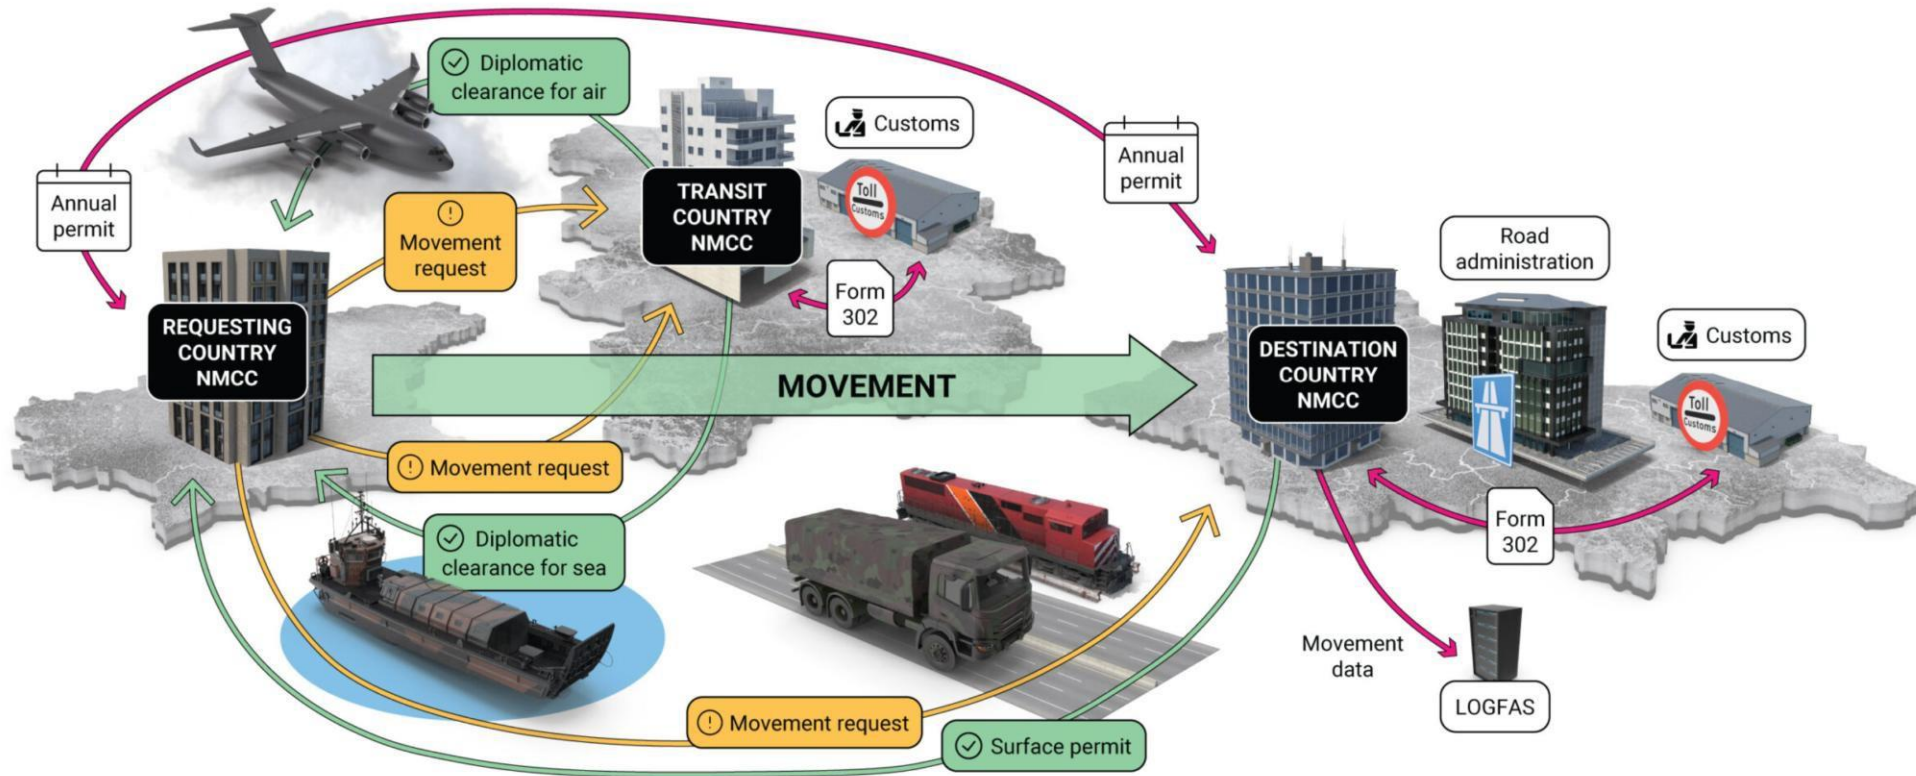 Diplomatic
clearance for air
Customs
Annual
permit
TRANSIT
COUNTRY
NMCC
Toll
Customs
Annual
permit
Movement
request
Road
administration
Form
302
REQUESTING
COUNTRY
NMCC
MOVEMENT
DESTINATION
COUNTRY
NMCC
Customs
Toll
Customs
Movement request
Diplomatic
clearance for sea
Form
302
Movement
data
LOGFAS
Movement request
Surface permit